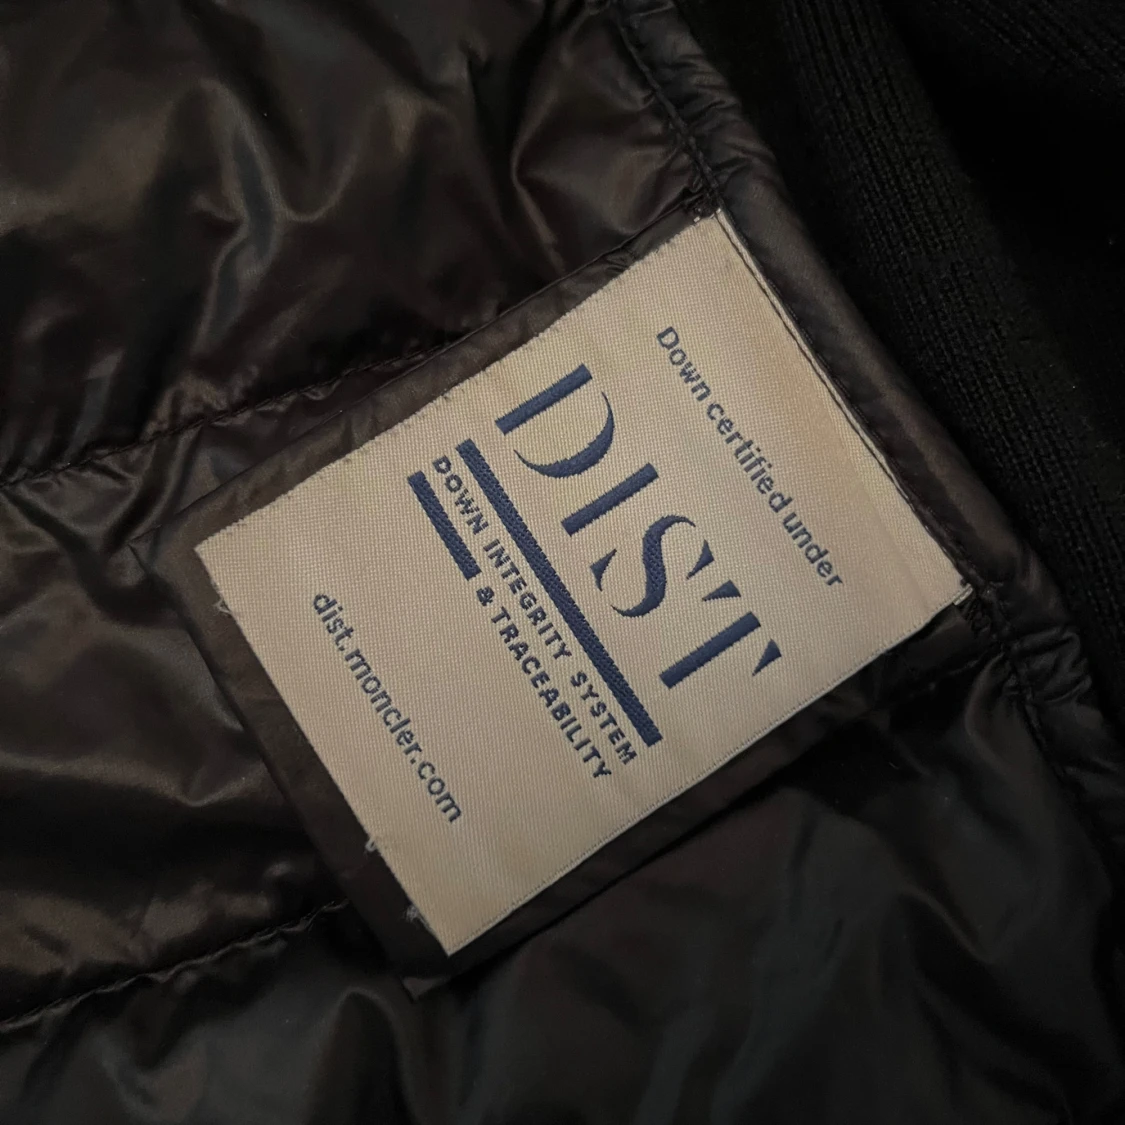 Down certified under
DIST
DOWN INTEGRITY SYSTEM
& TRACEABILITY
dist.moncler.com